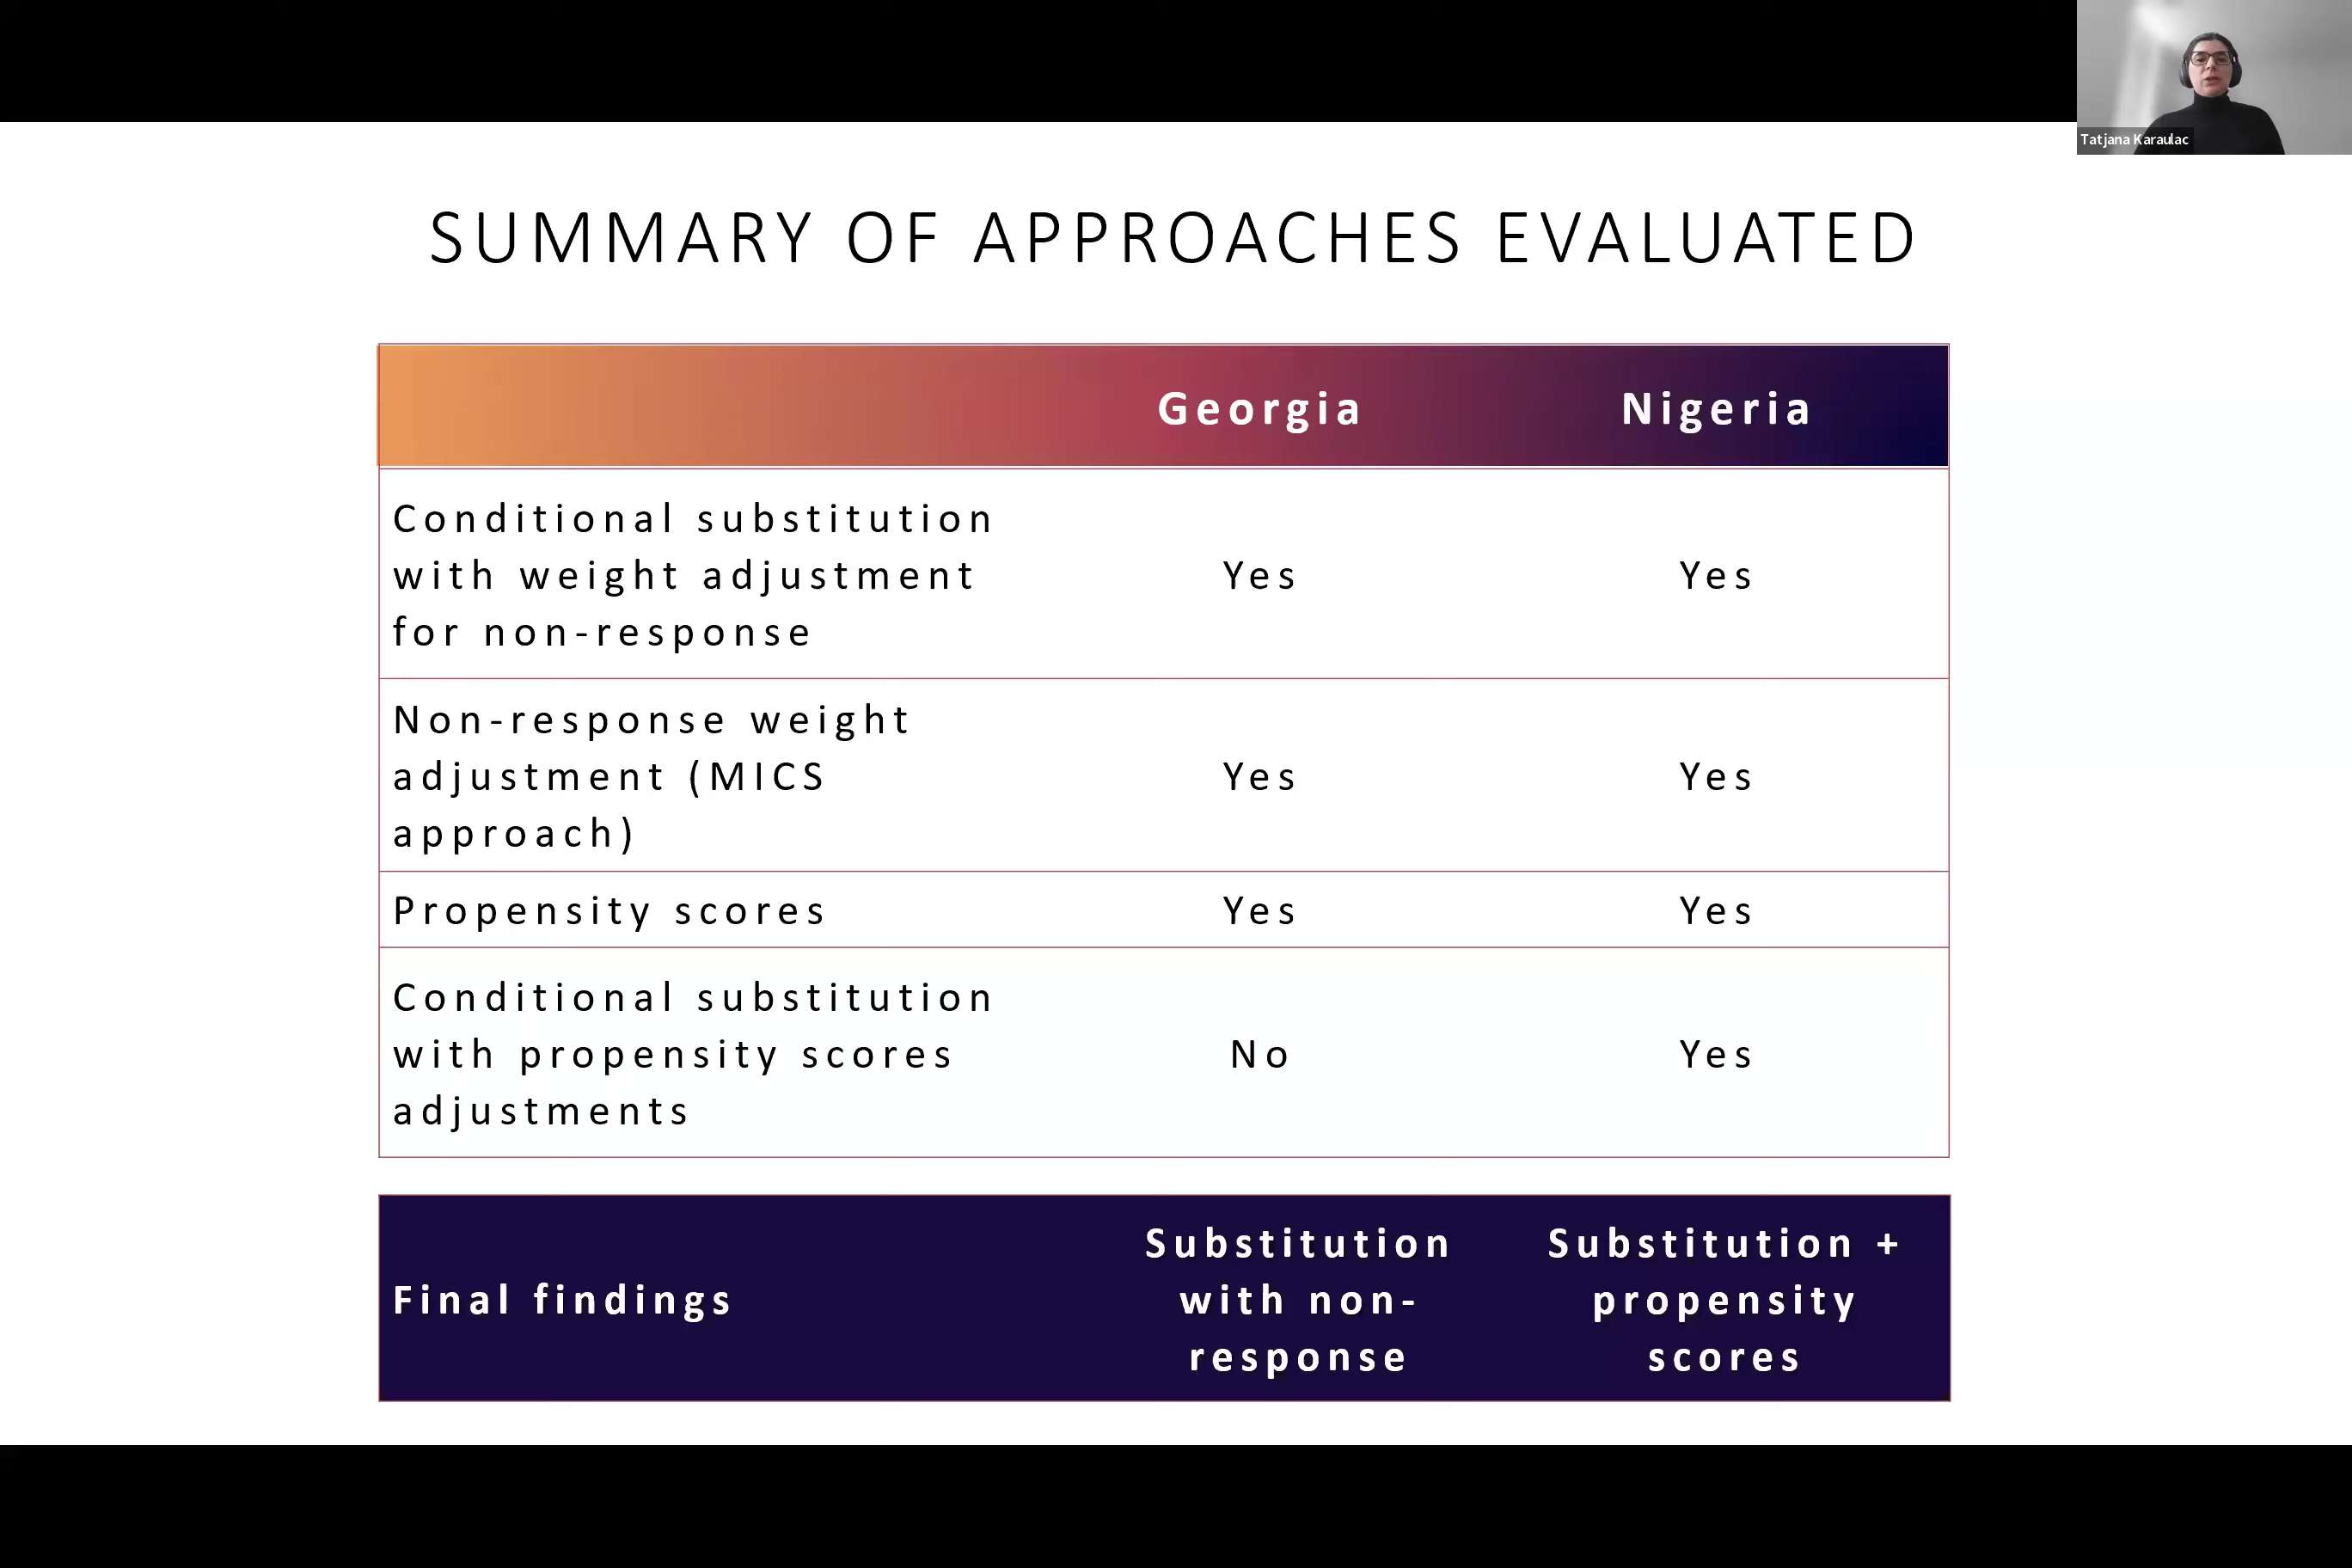 Tatjana Karaulac
SUMMARY OF APPROACHES EVALUATED
Georgia Nigeria
Conditional substitution
with weight adjustment
for non-response
Yes Yes
Non-response weight
adjustment (MICS
approach)
Yes Yes
Propensity scores Yes Yes
Conditional substitution
with propensity scores
adjustments
No Yes
Final findings
Substitution
with non-
response
Substitution +
propensity
scores